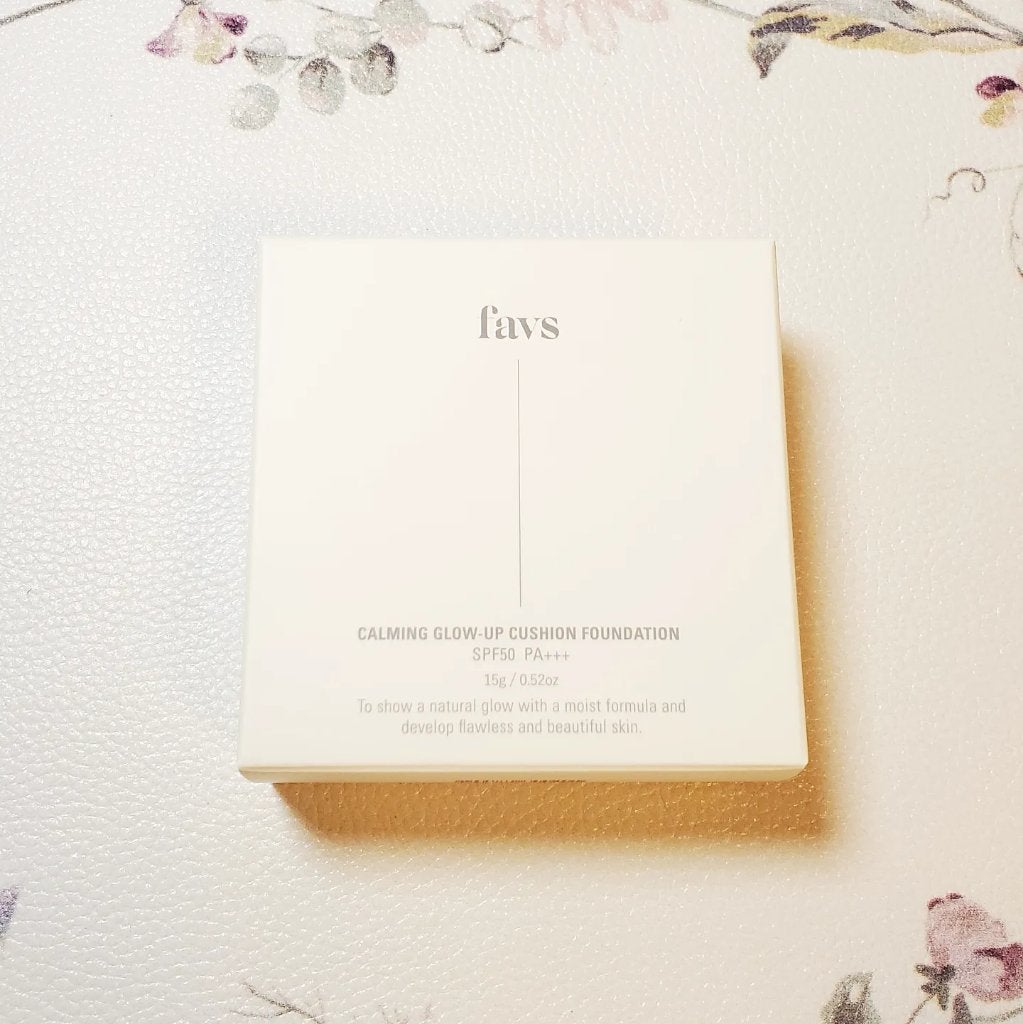 favs
CALMING GLOW-UP CUSHION FOUNDATION
SPF50 PA+++
15g / 0.52oz
To show a natural glow with a moist formula and
develop flawless and beautiful skin.